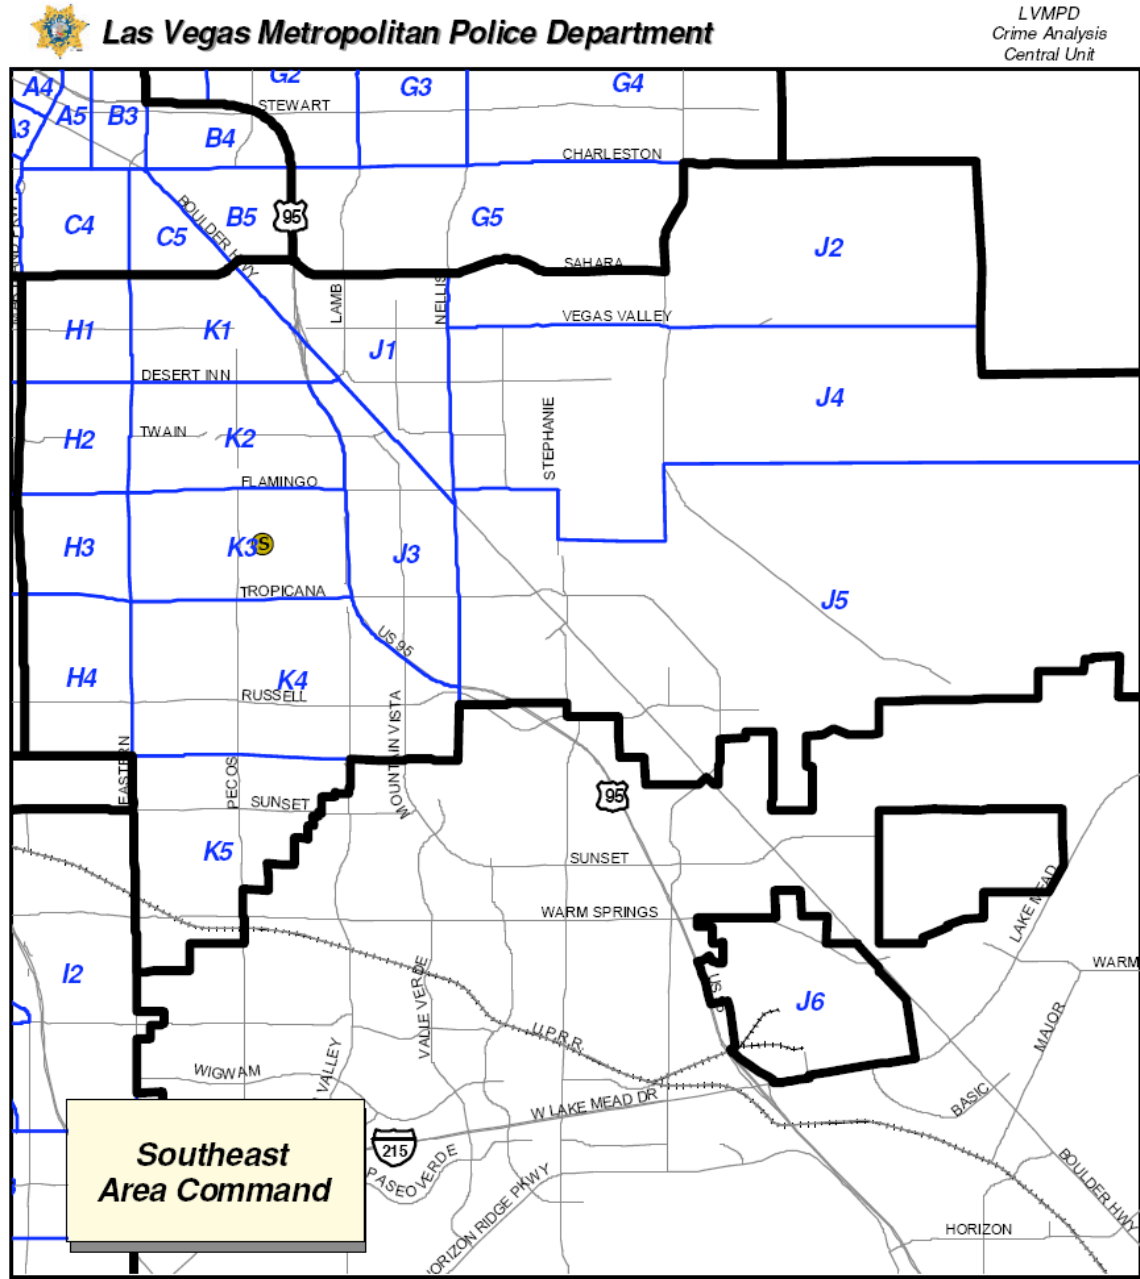 Las Vegas Metropolitan Police Department
LVMPD
Crime Analysis
Central Unit
A4
G2
G3
G4
A5
B3
STEWART
B4
CHARLESTON
C4
C5
BOULDER HWY
B5
95
G5
J2
SAHARA
LAMB
NELLIS
H1
K1
VEGAS VALLEY
J1
DESERT INN
J4
H2
TWAIN
K2
STEPHANIE
FLAMINGO
H3
K3
S
J3
TROPICANA
J5
US 95
H4
K4
RUSSELL
MOUNTAIN VISTA
EASTERN
PECOS
SUNSET
95
K5
SUNSET
LAKE MEAD
WARM SPRINGS
WARM
I2
VALLE VERDE
J6
MAJOR
U.P.R.R.
WIGWAM
VALLEY
W LAKE MEAD DR
BASIC
Southeast
Area Command
215
PASEO VERDE
BOULDER HWY
HORIZON